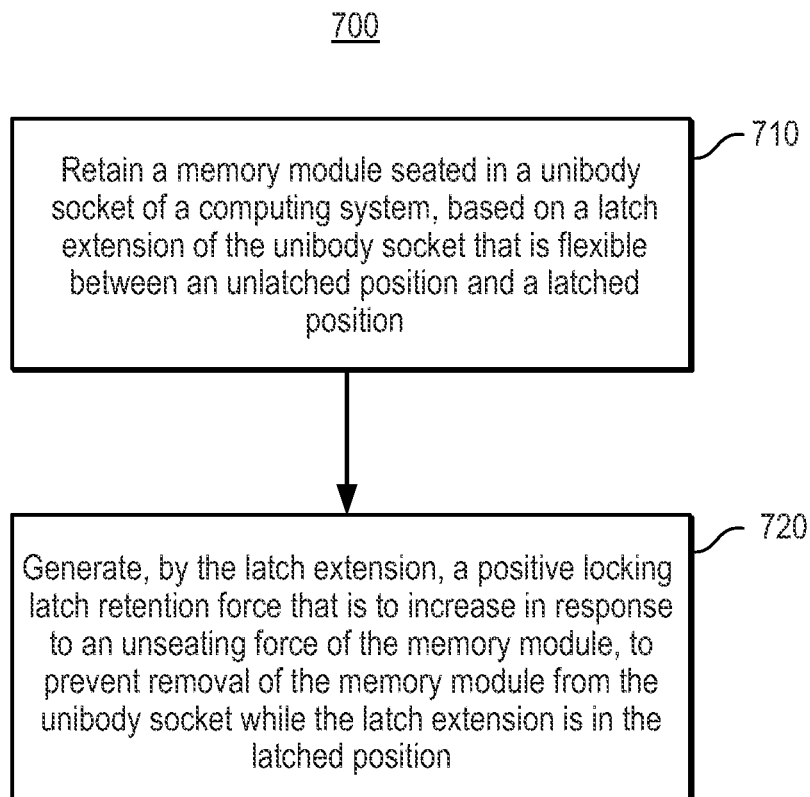 700
710
Retain a memory module seated in a unibody
socket of a computing system, based on a latch
extension of the unibody socket that is flexible
between an unlatched position and a latched
position
720
Generate, by the latch extension, a positive locking
latch retention force that is to increase in response
to an unseating force of the memory module, to
prevent removal of the memory module from the
unibody socket while the latch extension is in the
latched position